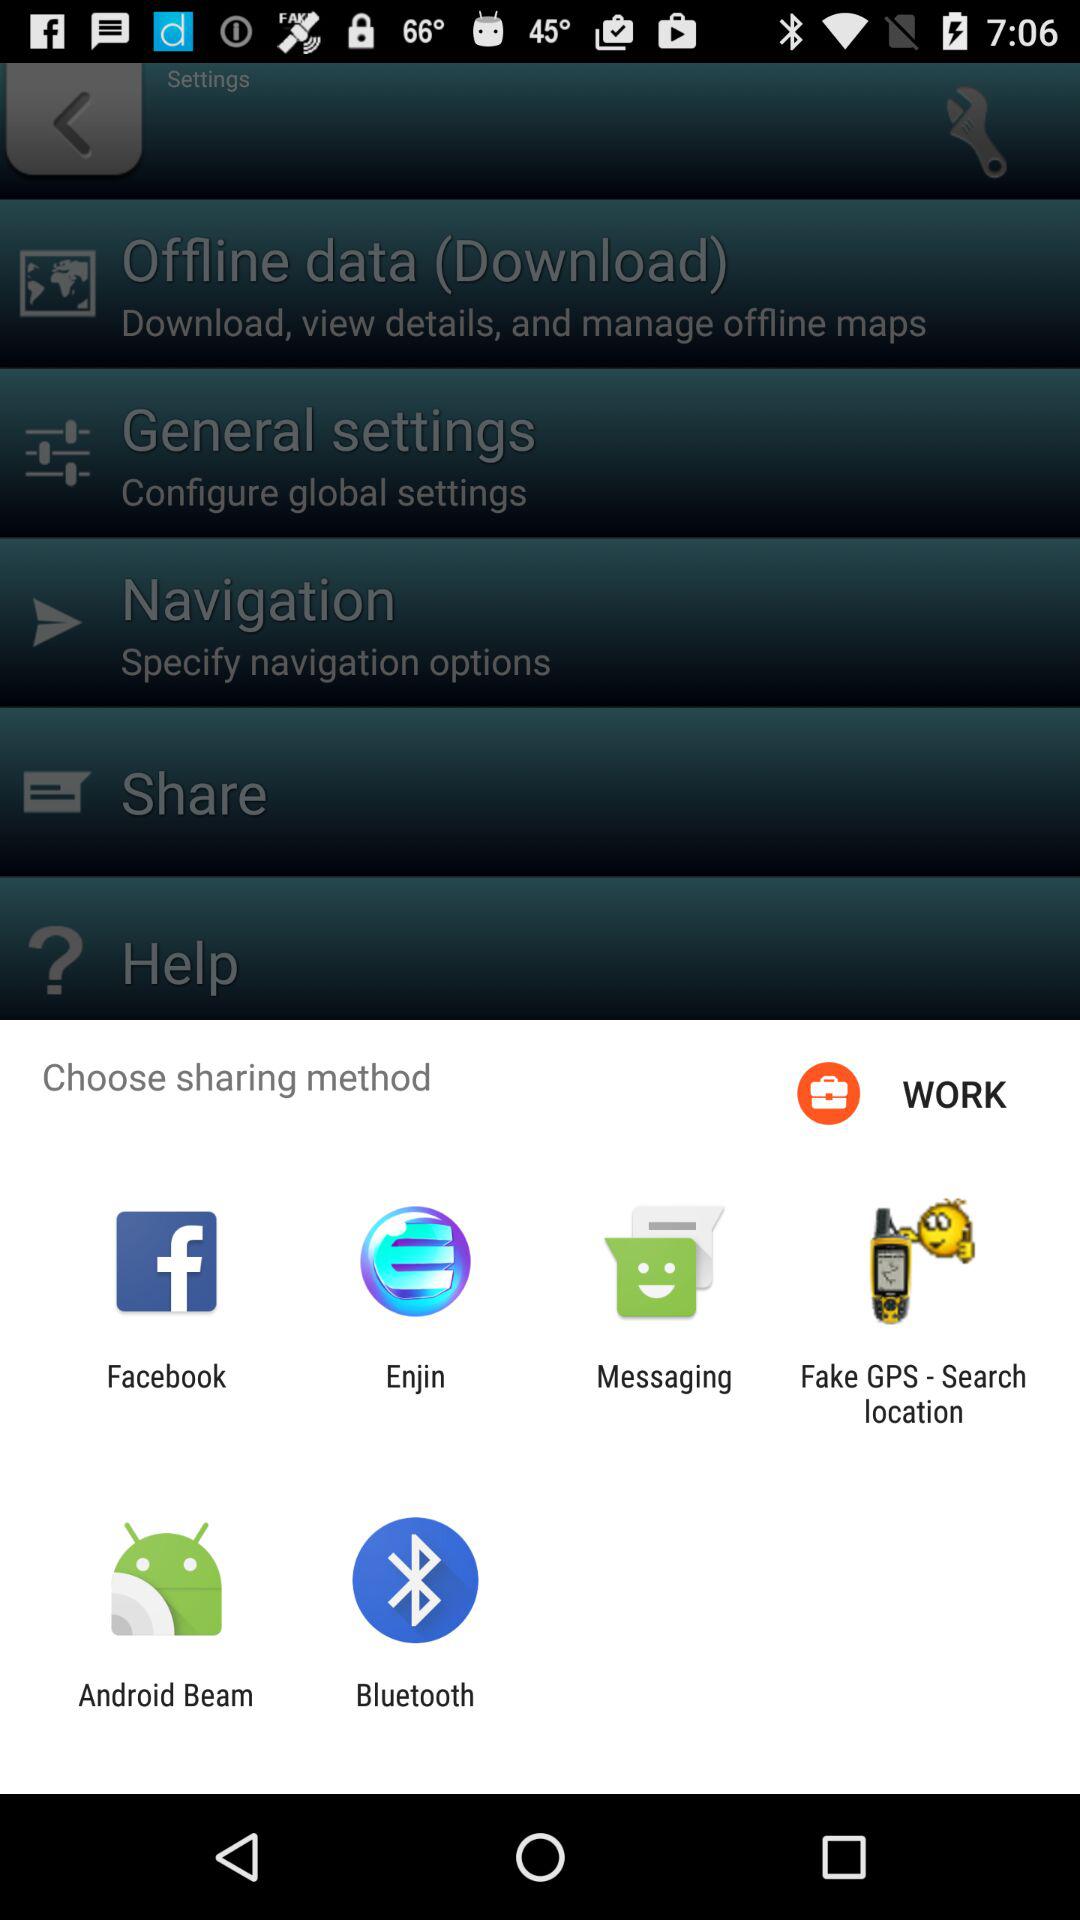 FAKE 66° 45° 7:06
Settings
Offline data (Download)
Download, view details, and manage offline maps
General settings
Configure global settings
Navigation
Specify navigation options
Share
Help
Choose sharing method
WORK
Facebook
Enjin
Messaging
Fake GPS - Search
location
Android Beam
Bluetooth